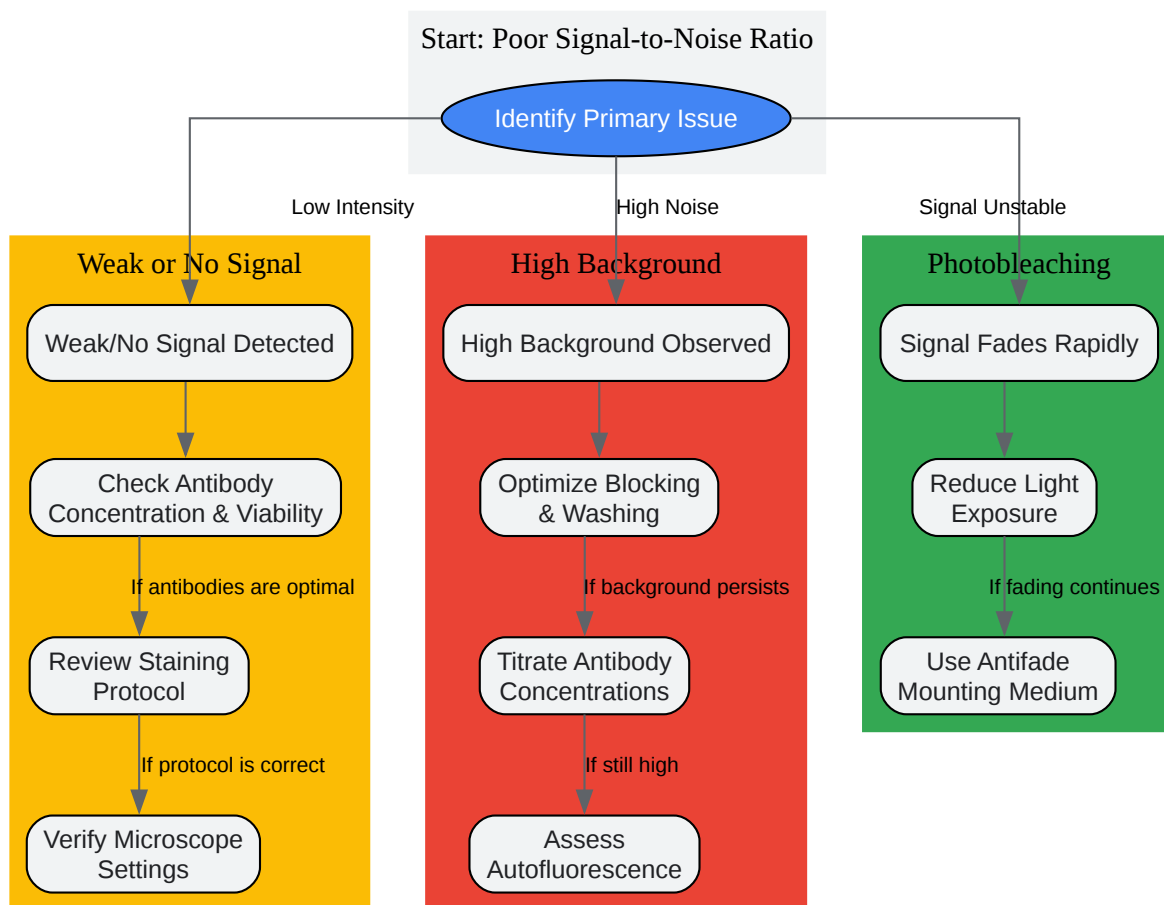 Start: Poor Signal-to-Noise Ratio
Identify Primary Issue
Low Intensity
High Noise
Signal Unstable
Weak or No Signal
Weak/No Signal Detected
Check Antibody
Concentration & Viability
If antibodies are optimal
Review Staining
Protocol
If protocol is correct
Verify Microscope
Settings
High Background
High Background Observed
Optimize Blocking
& Washing
If background persists
Titrate Antibody
Concentrations
If still high
Assess
Autofluorescence
Photobleaching
Signal Fades Rapidly
Reduce Light
Exposure
If fading continues
Use Antifade
Mounting Medium